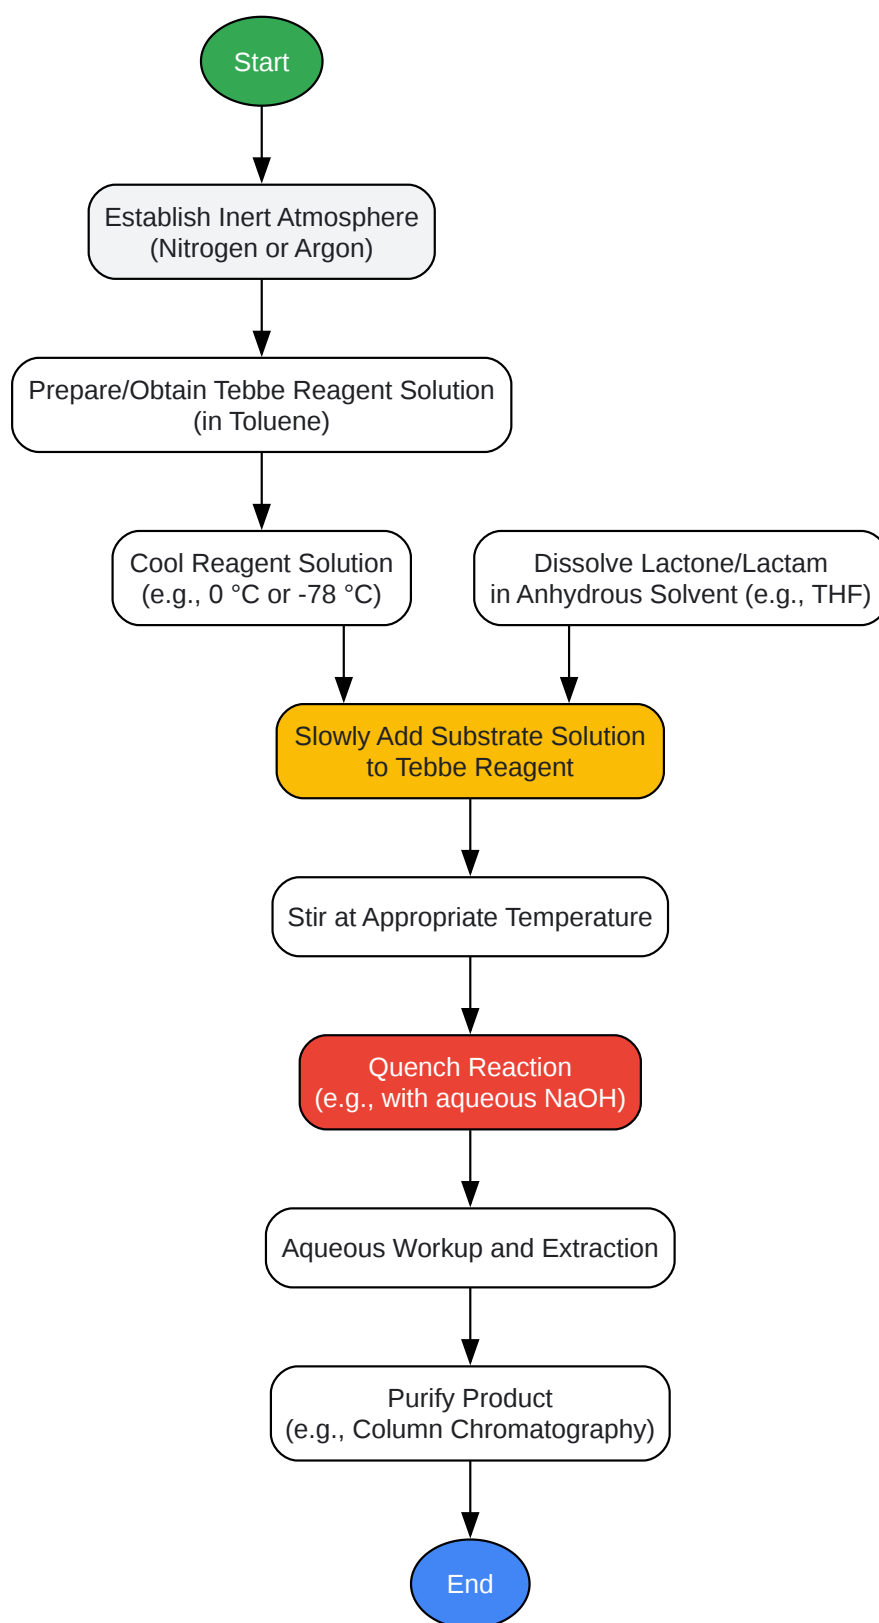 Start
Establish Inert Atmosphere
(Nitrogen or Argon)
Prepare/Obtain Tebbe Reagent Solution
(in Toluene)
Cool Reagent Solution
(e.g., 0 °C or -78 °C)
Dissolve Lactone/Lactam
in Anhydrous Solvent (e.g., THF)
Slowly Add Substrate Solution
to Tebbe Reagent
Stir at Appropriate Temperature
Quench Reaction
(e.g., with aqueous NaOH)
Aqueous Workup and Extraction
Purify Product
(e.g., Column Chromatography)
End